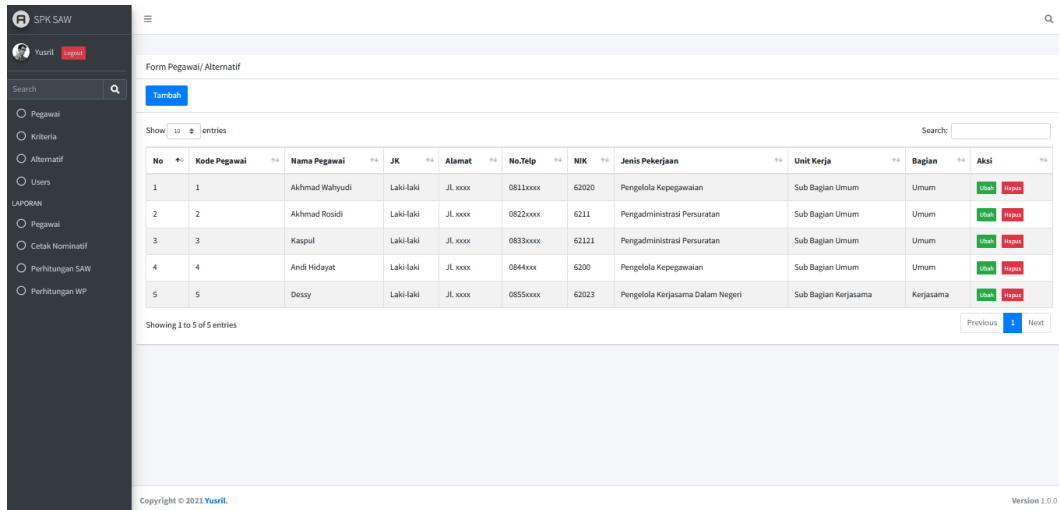 SPK SAW
Yusril Logout
Search
Pegawai
Kriteria
Alternatif
Users
LAPORAN
Pegawai
Cetak Nominatif
Perhitungan SAW
Perhitungan WP
Form Pegawai/ Alternatif
Tambah
Show 10 entries
Search:
No Kode Pegawai Nama Pegawai JK Alamat No.Telp NIK Jenis Pekerjaan Unit Kerja Bagian Aksi
1 1 Akhmad Wahyudi Laki-laki Jl. xxxx 0811xxxx 62020 Pengelola Kepegawaian Sub Bagian Umum Umum Ubah Hapus
2 2 Akhmad Rosidi Laki-laki Jl. xxxx 0822xxxx 6211 Pengadministrasi Persuratan Sub Bagian Umum Umum Ubah Hapus
3 3 Kaspul Laki-laki Jl. xxxx 0833xxxx 62121 Pengadministrasi Persuratan Sub Bagian Umum Umum Ubah Hapus
4 4 Andi Hidayat Laki-laki Jl. xxxx 0844xxx 6200 Pengelola Kepegawaian Sub Bagian Umum Umum Ubah Hapus
5 5 Dessy Laki-laki Jl. xxxx 0855xxxx 62023 Pengelola Kerjasama Dalam Negeri Sub Bagian Kerjasama Kerjasama Ubah Hapus
Showing 1 to 5 of 5 entries
Previous 1 Next
Copyright © 2021 Yusril.
Version 1.0.0